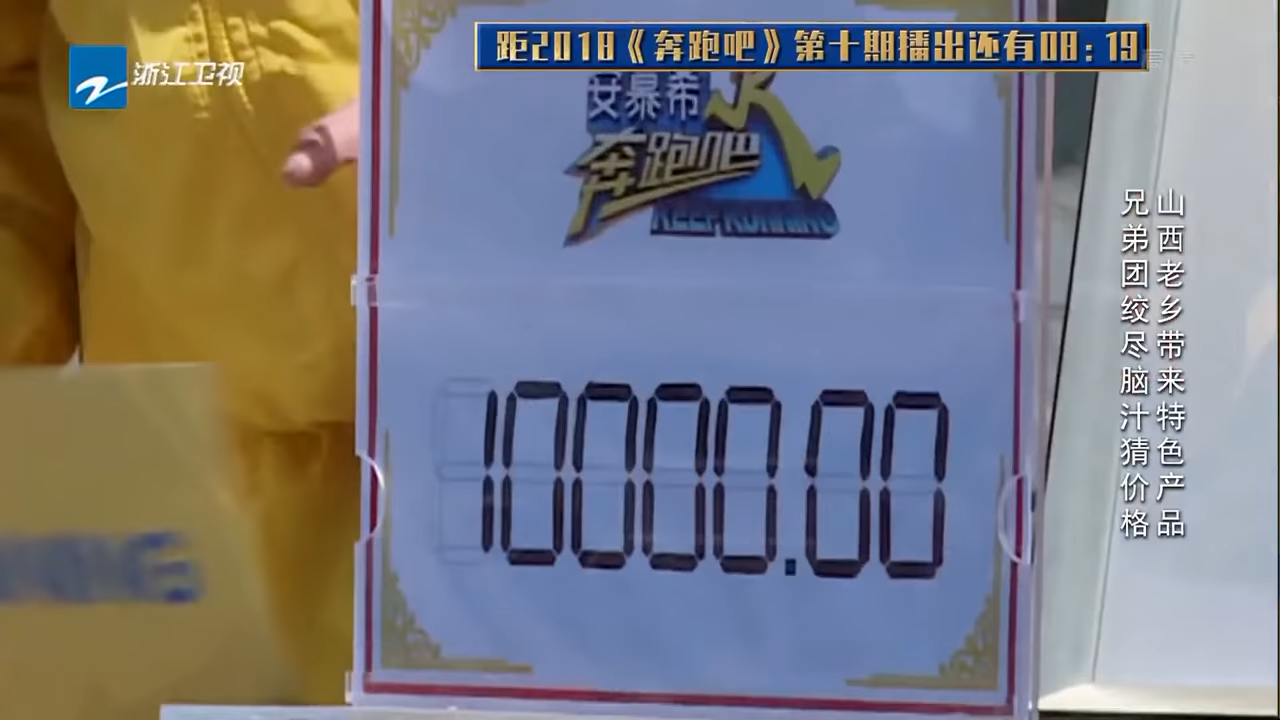 距2018《奔跑吧》第十期播出还有08:19
浙江卫视
安慕希
奔跑吧
KEEP RUNNING
山西老乡带来特色产品
兄弟团绞尽脑汁猜价格
10000.00